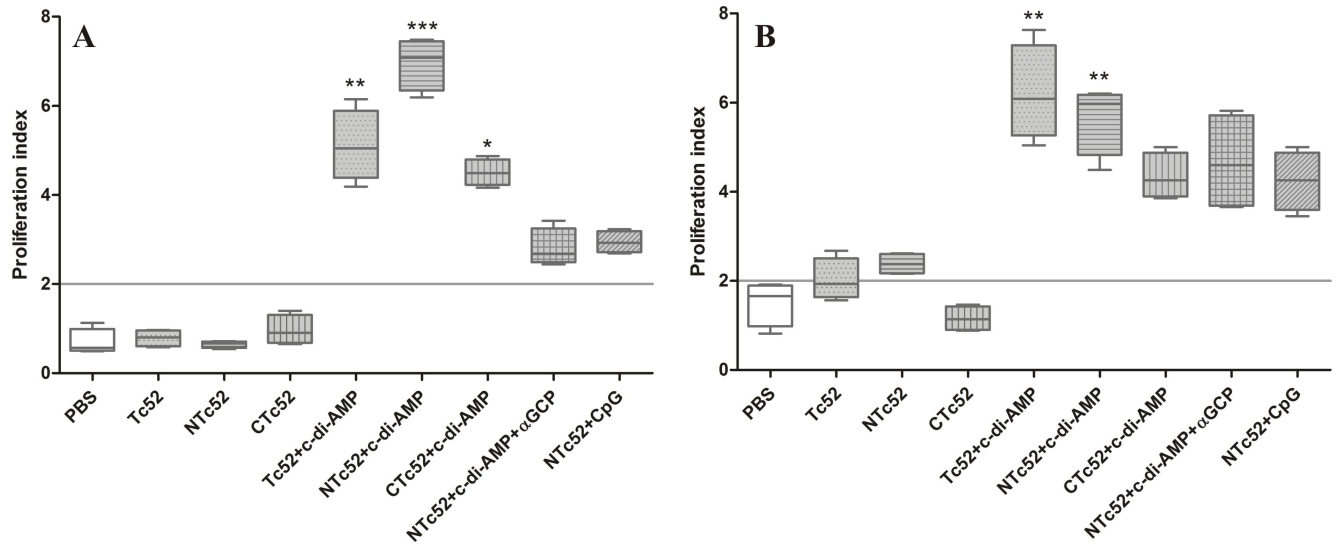 A
Proliferation index
8
6
4
2
0
**
***
*
PBS
Tc52
NTc52
CTc52
Tc52+c-di-AMP
NTc52+c-di-AMP
CTc52+c-di-AMP
NTc52+c-di-AMP+αGCP
NTc52+CpG
B
Proliferation index
8
6
4
2
0
**
**
PBS
Tc52
NTc52
CTc52
Tc52+c-di-AMP
NTc52+c-di-AMP
CTc52+c-di-AMP
NTc52+c-di-AMP+αGCP
NTc52+CpG